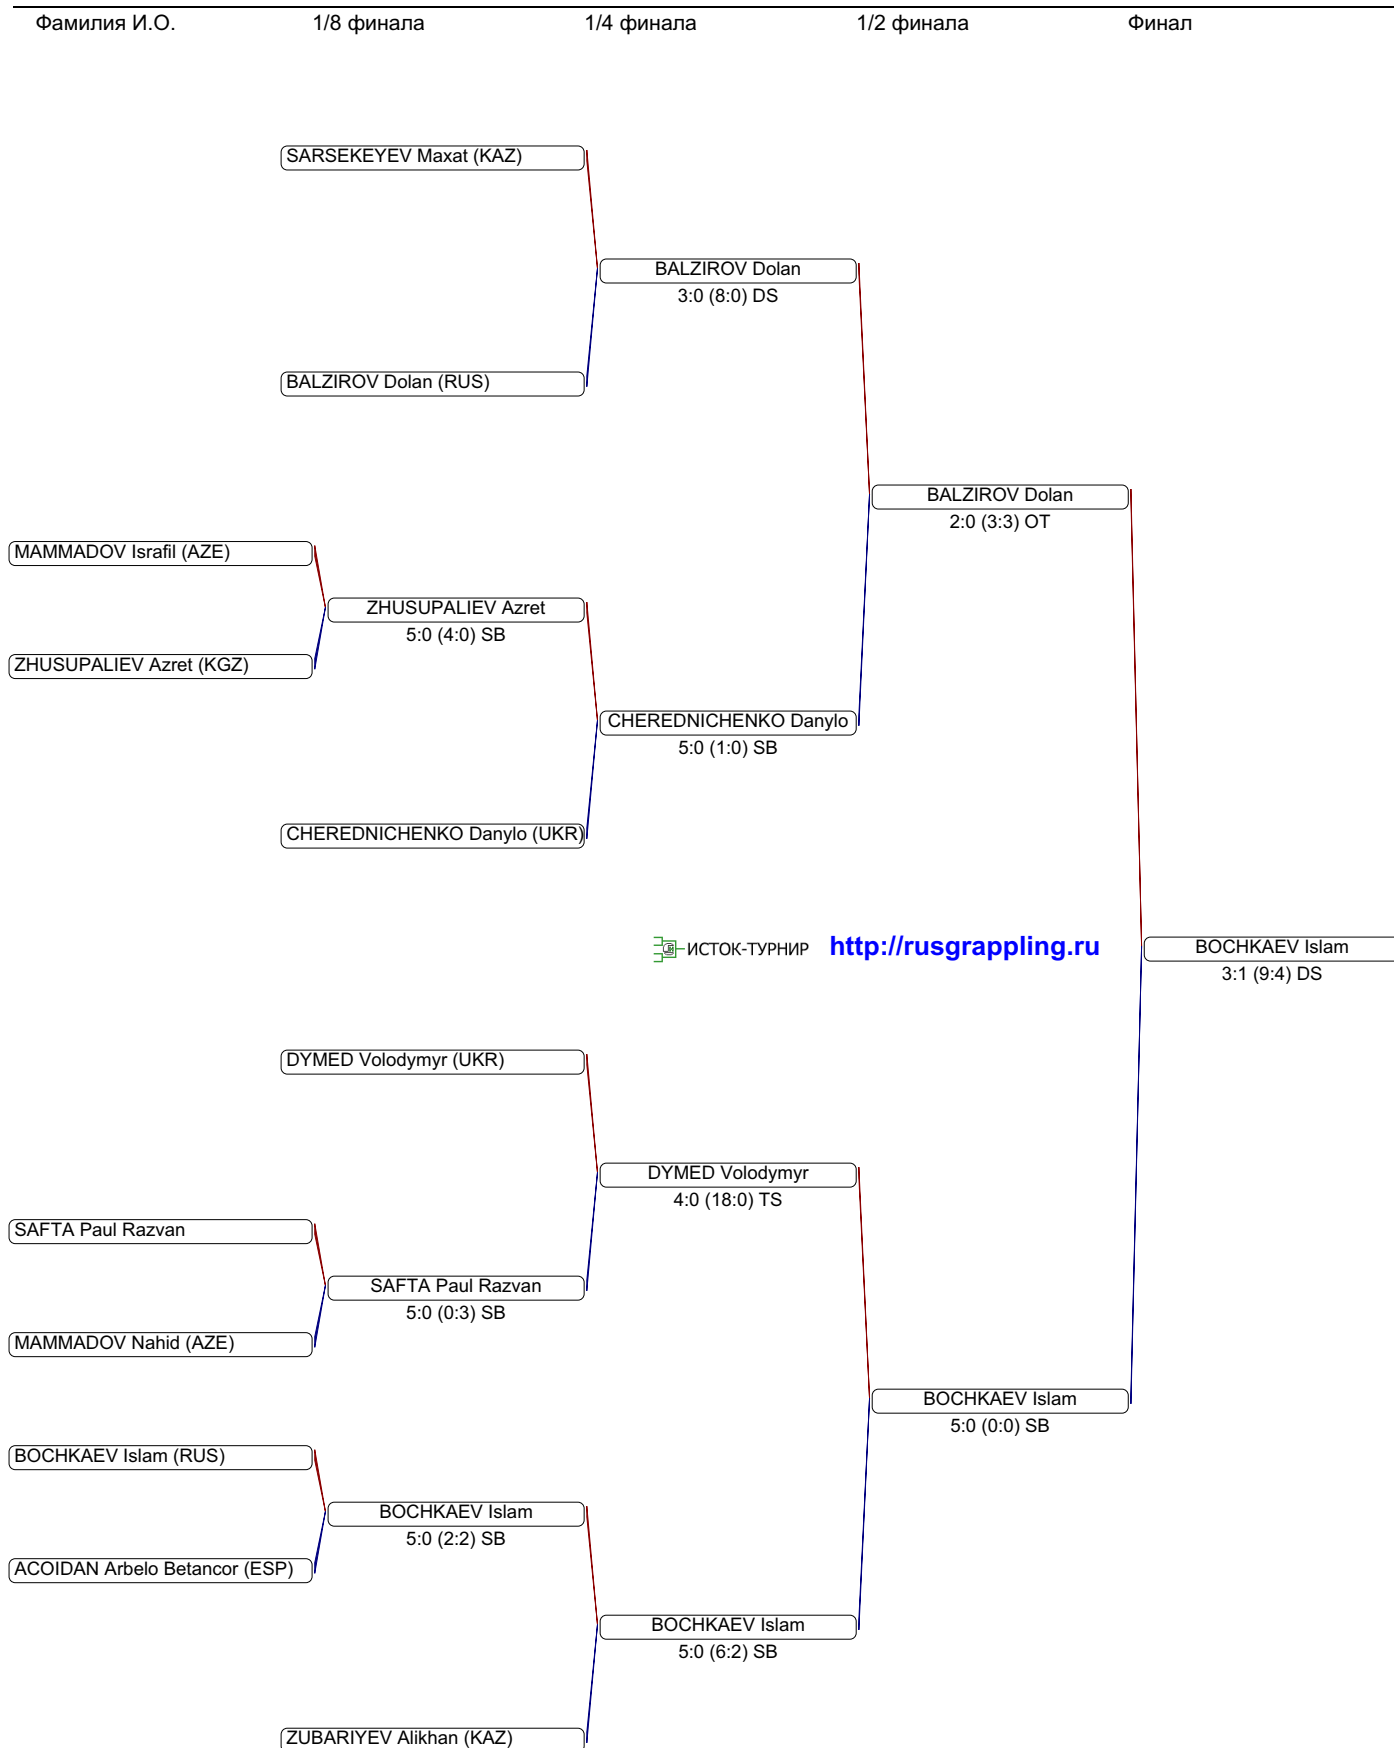 Фамилия И.О. 1/8 финала 1/4 финала 1/2 финала Финал
SARSEKEYEV Maxat (KAZ)
BALZIROV Dolan
3:0 (8:0) DS
BALZIROV Dolan (RUS)
BALZIROV Dolan
2:0 (3:3) OT
MAMMADOV Israfil (AZE)
ZHUSUPALIEV Azret
5:0 (4:0) SB
ZHUSUPALIEV Azret (KGZ)
CHEREDNICHENKO Danylo
5:0 (1:0) SB
CHEREDNICHENKO Danylo (UKR)
ИСТОК-ТУРНИР http://rusgrappling.ru
BOCHKAEV Islam
3:1 (9:4) DS
DYMED Volodymyr (UKR)
DYMED Volodymyr
4:0 (18:0) TS
SAFTA Paul Razvan
SAFTA Paul Razvan
5:0 (0:3) SB
MAMMADOV Nahid (AZE)
BOCHKAEV Islam
5:0 (0:0) SB
BOCHKAEV Islam (RUS)
BOCHKAEV Islam
5:0 (2:2) SB
ACOIDAN Arbelo Betancor (ESP)
BOCHKAEV Islam
5:0 (6:2) SB
ZUBARIYEV Alikhan (KAZ)